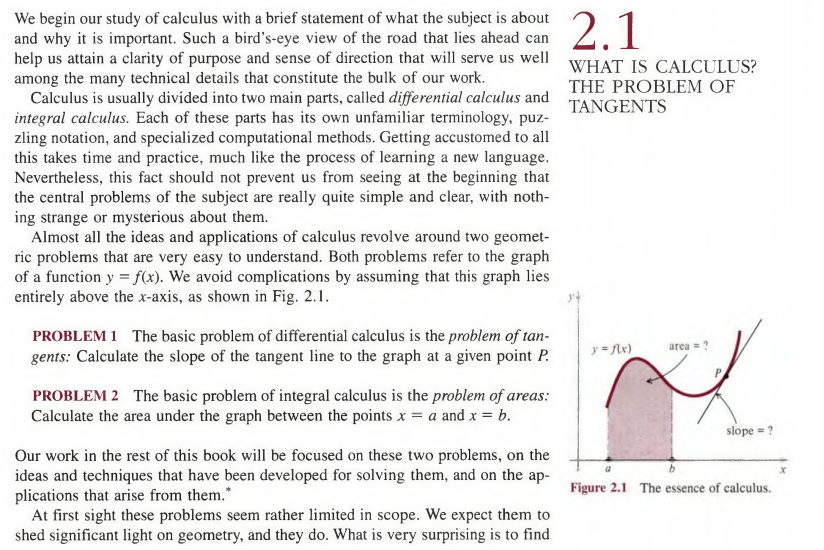 We begin our study of calculus with a brief statement of what the subject is about
and why it is important. Such a bird's-eye view of the road that lies ahead can
help us attain a clarity of purpose and sense of direction that will serve us well
among the many technical details that constitute the bulk of our work.
Calculus is usually divided into two main parts, called differential calculus and
integral calculus. Each of these parts has its own unfamiliar terminology, puz-
zling notation, and specialized computational methods. Getting accustomed to all
this takes time and practice, much like the process of learning a new language.
Nevertheless, this fact should not prevent us from seeing at the beginning that
the central problems of the subject are really quite simple and clear, with noth-
ing strange or mysterious about them.
Almost all the ideas and applications of calculus revolve around two geomet-
ric problems that are very easy to understand. Both problems refer to the graph
of a function y = f(x). We avoid complications by assuming that this graph lies
entirely above the x-axis, as shown in Fig. 2.1.
PROBLEM 1 The basic problem of differential calculus is the problem of tan-
gents: Calculate the slope of the tangent line to the graph at a given point P.
PROBLEM 2 The basic problem of integral calculus is the problem of areas:
Calculate the area under the graph between the points x = a and x = b.
Our work in the rest of this book will be focused on these two problems, on the
ideas and techniques that have been developed for solving them, and on the ap-
plications that arise from them.*
At first sight these problems seem rather limited in scope. We expect them to
shed significant light on geometry, and they do. What is very surprising is to find
2.1
WHAT IS CALCULUS?
THE PROBLEM OF
TANGENTS
y
y = f(x)
area = ?
P
slope = ?
a
b
x
Figure 2.1 The essence of calculus.